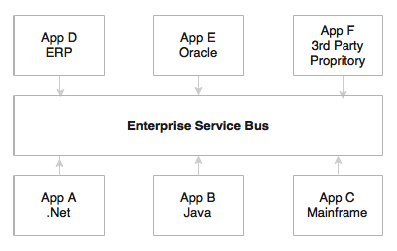 App D
ERP
App E
Oracle
App F
3rd Party
Propritory
Enterprise Service Bus
App A
.Net
App B
Java
App C
Mainframe